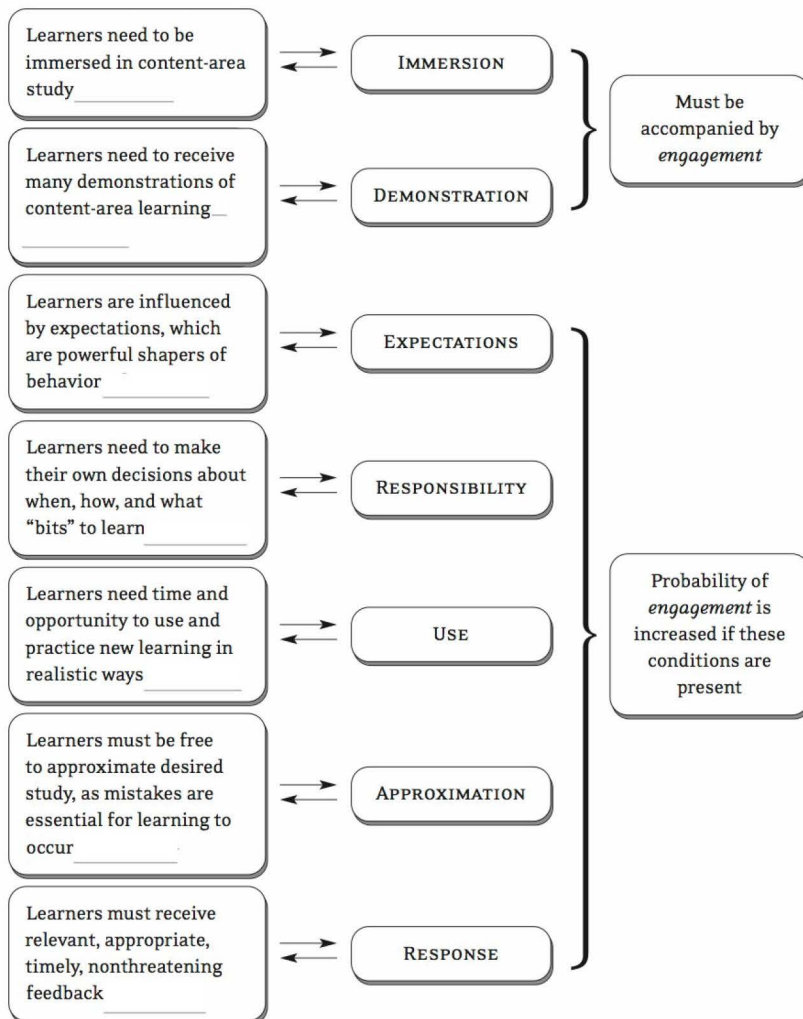 Learners need to be
immersed in content-area
study
IMMERSION
Learners need to receive
many demonstrations of
content-area learning
DEMONSTRATION
Must be
accompanied by
engagement
Learners are influenced
by expectations, which
are powerful shapers of
behavior
EXPECTATIONS
Learners need to make
their own decisions about
when, how, and what
“bits” to learn
RESPONSIBILITY
Learners need time and
opportunity to use and
practice new learning in
realistic ways
USE
Learners must be free
to approximate desired
study, as mistakes are
essential for learning to
occur
APPROXIMATION
Learners must receive
relevant, appropriate,
timely, nonthreatening
feedback
RESPONSE
Probability of
engagement is
increased if these
conditions are
present